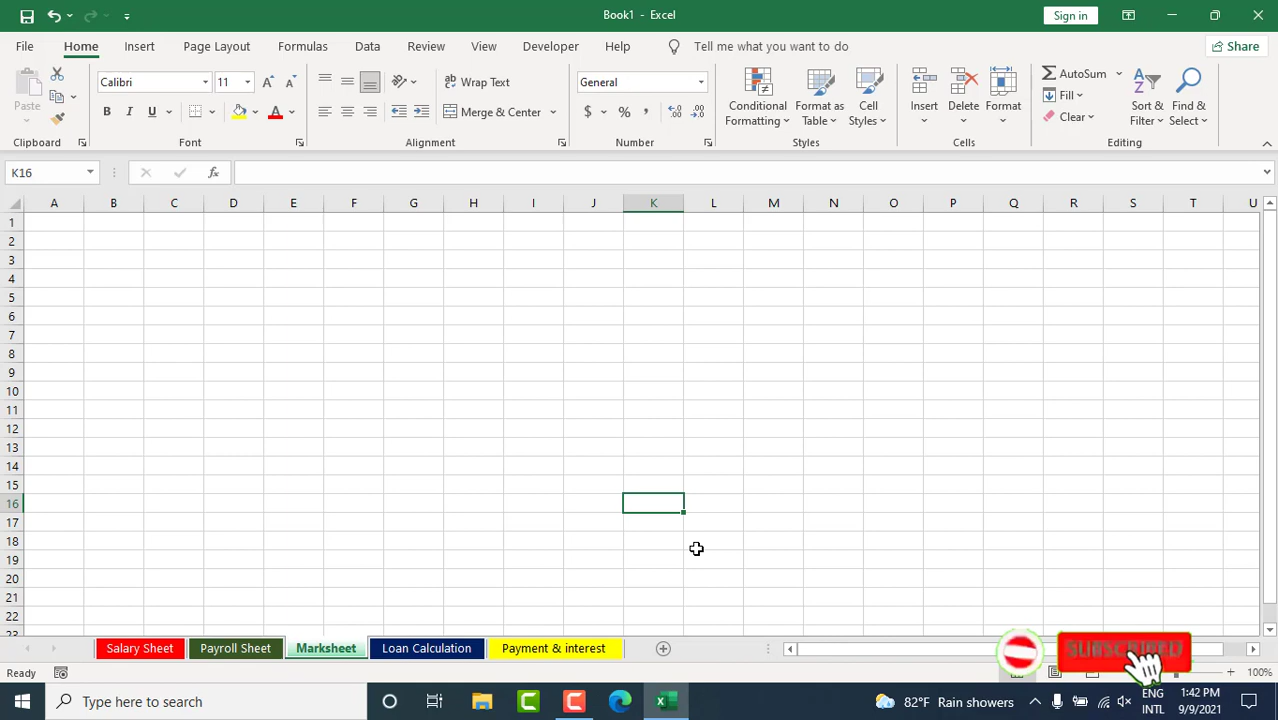 Book1 - Excel
Sign in
File Home Insert Page Layout Formulas Data Review View Developer Help Tell me what you want to do Share
Paste
Calibri 11
B I U A
Wrap Text
Merge & Center
General
$ % ,
Conditional Formatting
Format as Table
Cell Styles
Insert
Delete
Format
AutoSum
Fill
Clear
Sort & Filter
Find & Select
Clipboard Font Alignment Number Styles Cells Editing
K16 fx
A B C D E F G H I J K L M N O P Q R S T U
1
2
3
4
5
6
7
8
9
10
11
12
13
14
15
16
17
18
19
20
21
22
23
Salary Sheet Payroll Sheet Marksheet Loan Calculation Payment & interest
SUBSCRIBED
Ready 100%
Type here to search
82°F Rain showers
ENG INTL
1:42 PM
9/9/2021